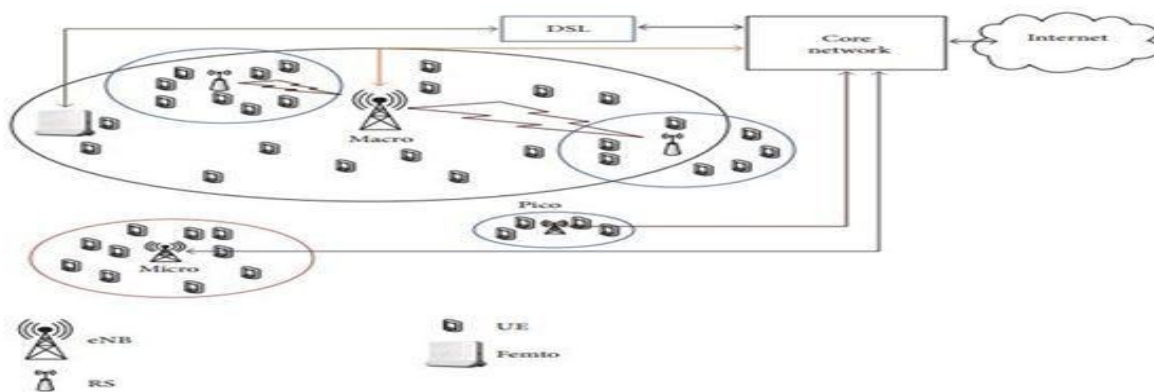 DSL
Core
network
Internet
Macro
Pico
Micro
eNB
UE
Femto
RS